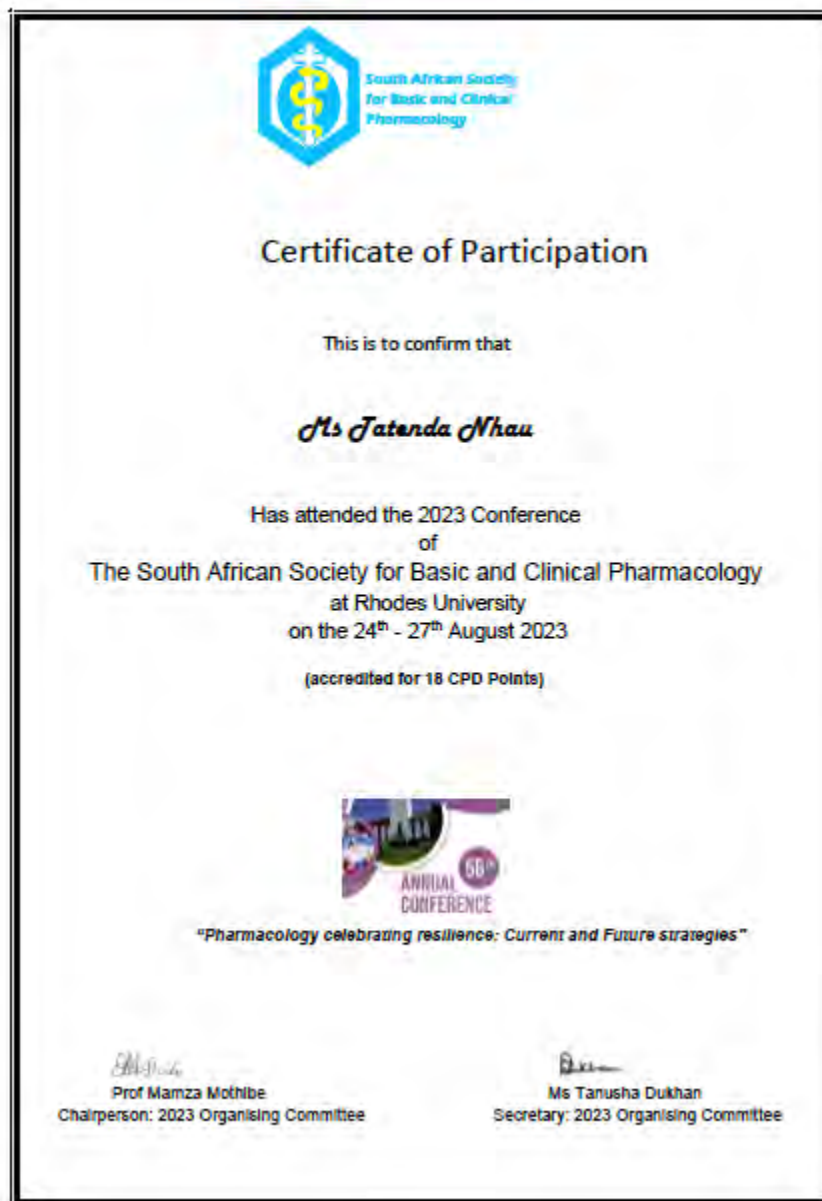 South African Society
for Basic and Clinical
Pharmacology
Certificate of Participation
This is to confirm that
Ms Tatenda Nhau
Has attended the 2023 Conference
of
The South African Society for Basic and Clinical Pharmacology
at Rhodes University
on the 24th - 27th August 2023
(accredited for 18 CPD Points)
ANNUAL
CONFERENCE
"Pharmacology celebrating resilience: Current and Future strategies"
Prof Mamza Mothibe
Chairperson: 2023 Organising Committee
Ms Tanusha Dukhan
Secretary: 2023 Organising Committee